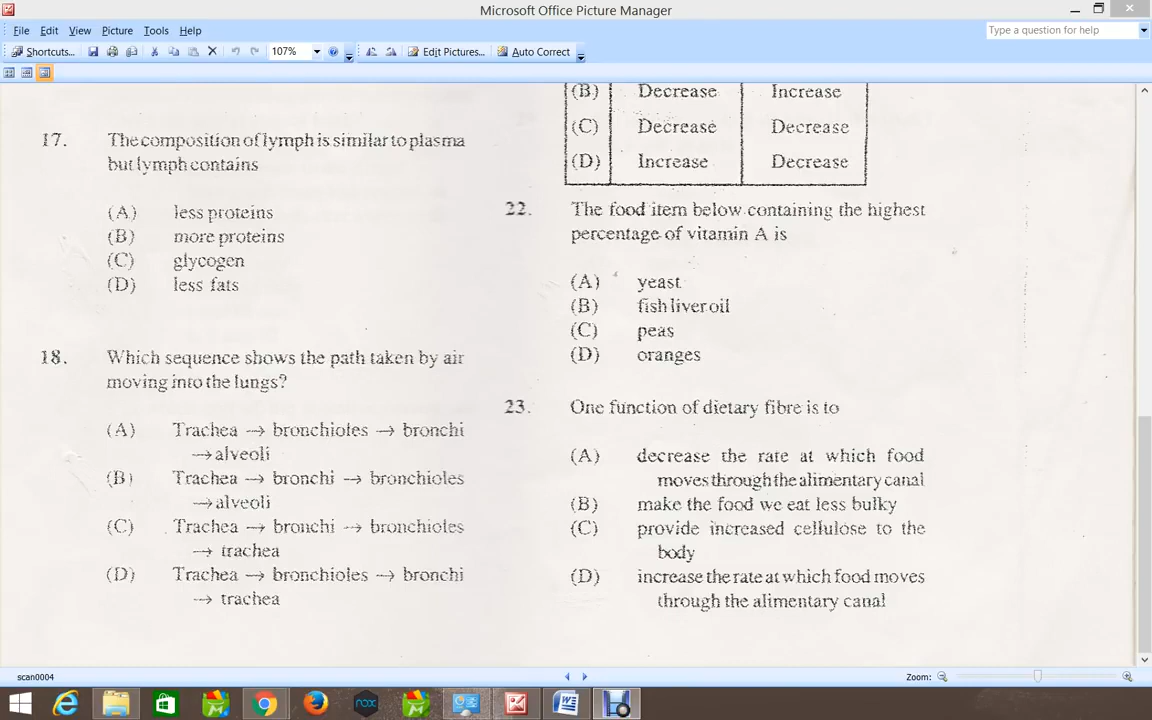 Microsoft Office Picture Manager
File Edit View Picture Tools Help
Type a question for help
Shortcuts...
107%
Edit Pictures...
Auto Correct
17. The composition of lymph is similar to plasma
but lymph contains
(A) less proteins
(B) more proteins
(C) glycogen
(D) less fats
18. Which sequence shows the path taken by air
moving into the lungs?
(A) Trachea → bronchioles → bronchi
→ alveoli
(B) Trachea → bronchi → bronchioles
→ alveoli
(C) Trachea → bronchi → bronchioles
→ trachea
(D) Trachea → bronchioles → bronchi
→ trachea
(B) Decrease Increase
(C) Decrease Decrease
(D) Increase Decrease
22. The food item below containing the highest
percentage of vitamin A is
(A) yeast
(B) fish liver oil
(C) peas
(D) oranges
23. One function of dietary fibre is to
(A) decrease the rate at which food
moves through the alimentary canal
(B) make the food we eat less bulky
(C) provide increased cellulose to the
body
(D) increase the rate at which food moves
through the alimentary canal
scan0004
Zoom:
nox